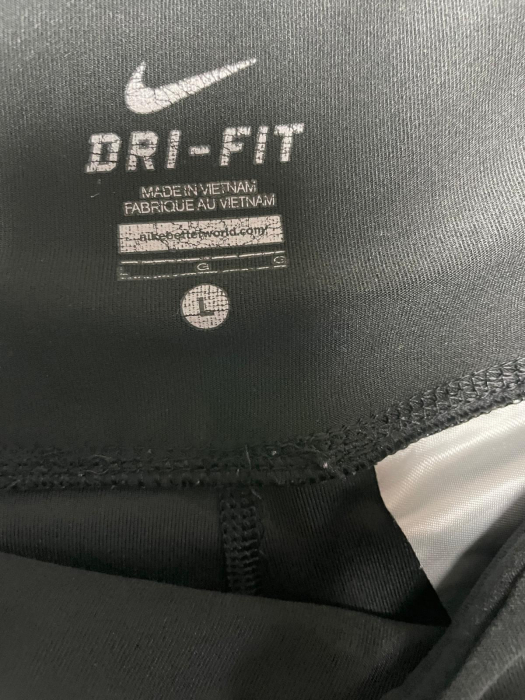 DRI-FIT
MADE IN VIETNAM
FABRIQUE AU VIETNAM
nikebetterworld.com
L G G
L